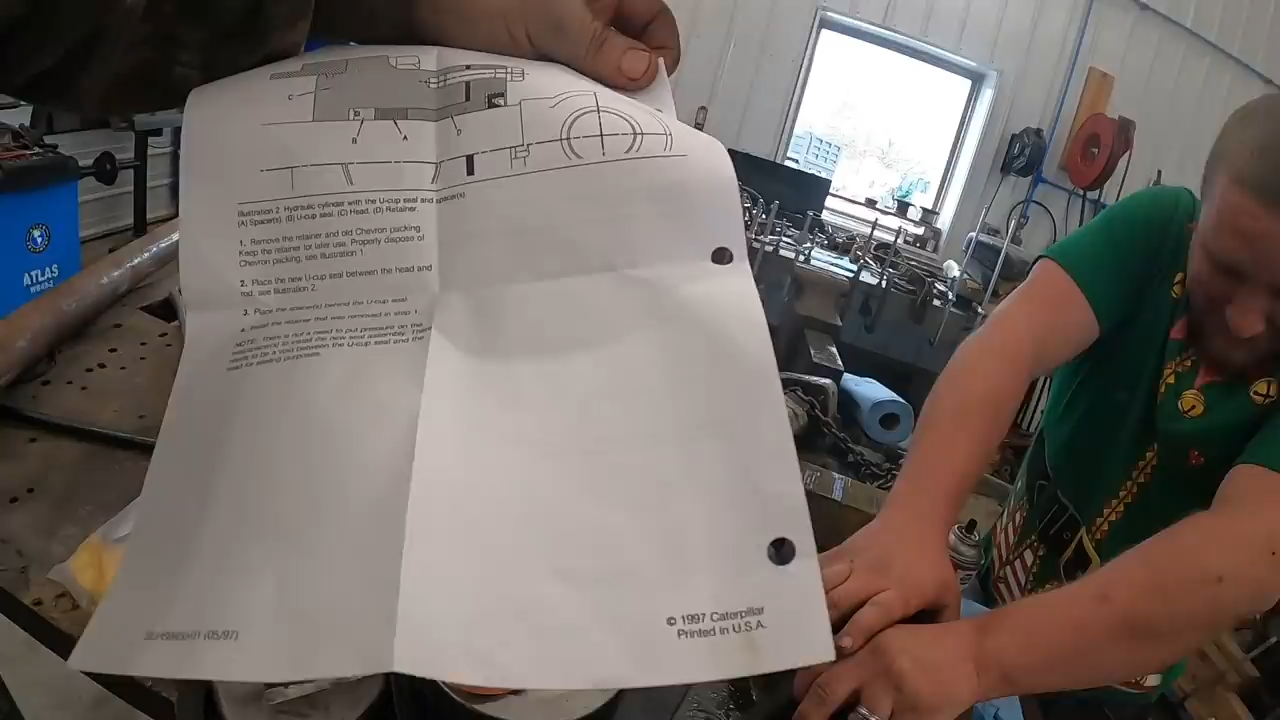 C
B
A
D
Illustration 2. Hydraulic cylinder with the U-cup seal and spacer(s)
(A) Spacer(s). (B) U-cup seal. (C) Head. (D) Retainer.
1. Remove the retainer and old Chevron packing.
Keep the retainer for later use. Properly dispose of
Chevron packing, see Illustration 1.
2. Place the new U-cup seal between the head and
rod, see Illustration 2.
3. Place the spacer(s) behind the U-cup seal.
4. Install the retainer that was removed in step 1.
NOTE: There is not a need to put pressure on the
to install the new seal assembly. There
needs to be a void between the U-cup seal and the
head for sealing purposes.
(05/97)
© 1997 Caterpillar
Printed in U.S.A.
ATLAS